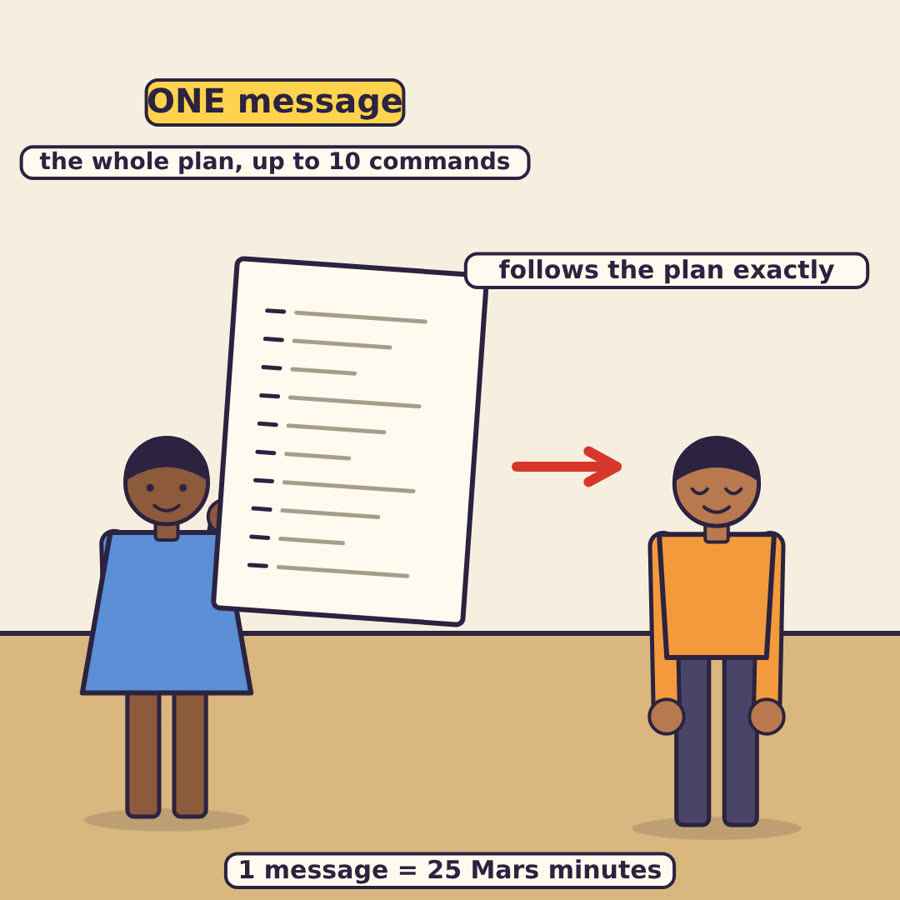 ONE message
the whole plan, up to 10 commands
follows the plan exactly
1 message = 25 Mars minutes